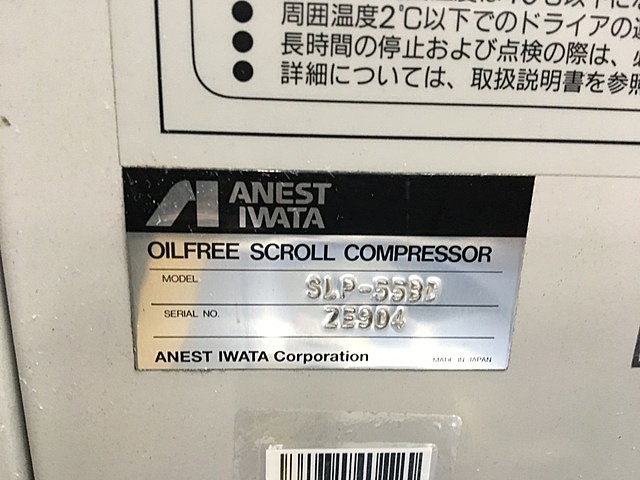 周囲温度2℃以下でのドライアの
長時間の停止および点検の際は、
詳細については、取扱説明書を参照
ANEST
IWATA
OILFREE SCROLL COMPRESSOR
MODEL SLP-55BD
SERIAL NO. ZE904
ANEST IWATA Corporation MADE IN JAPAN